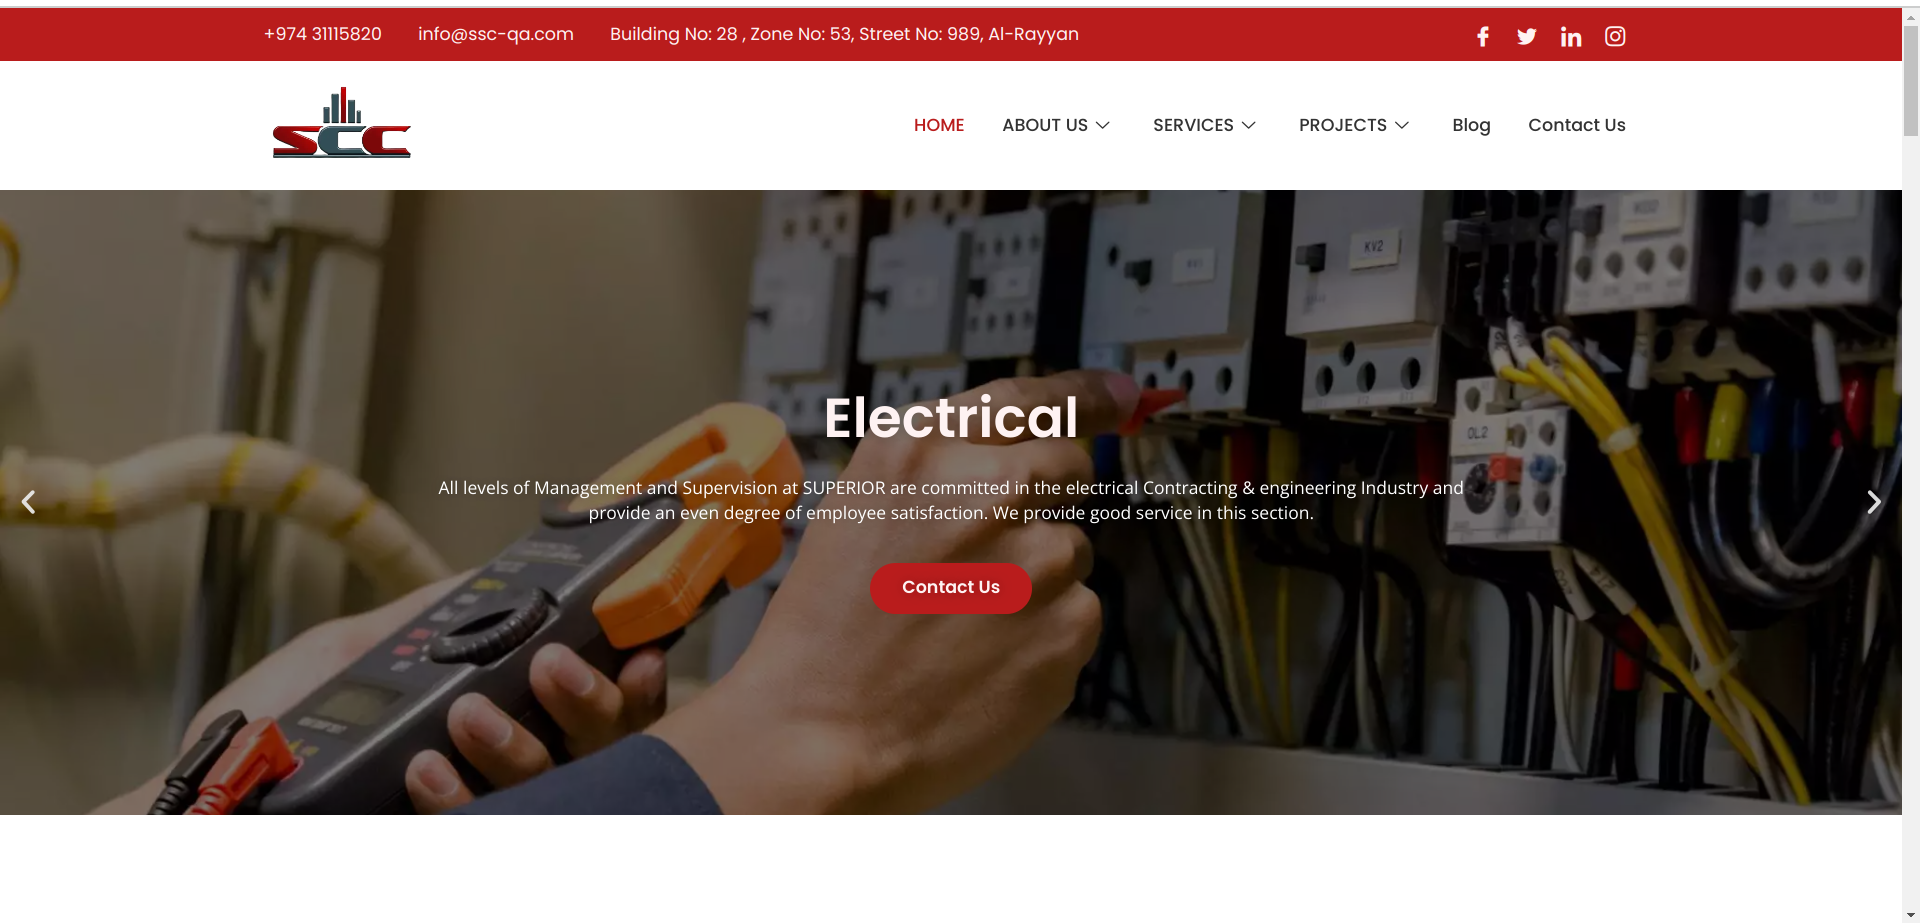 +974 31115820 info@ssc-qa.com Building No: 28 , Zone No: 53, Street No: 989, Al-Rayyan
SCC
HOME ABOUT US SERVICES PROJECTS Blog Contact Us
KV2
OL2
Electrical
All levels of Management and Supervision at SUPERIOR are committed in the electrical Contracting & engineering Industry and
provide an even degree of employee satisfaction. We provide good service in this section.
Contact Us